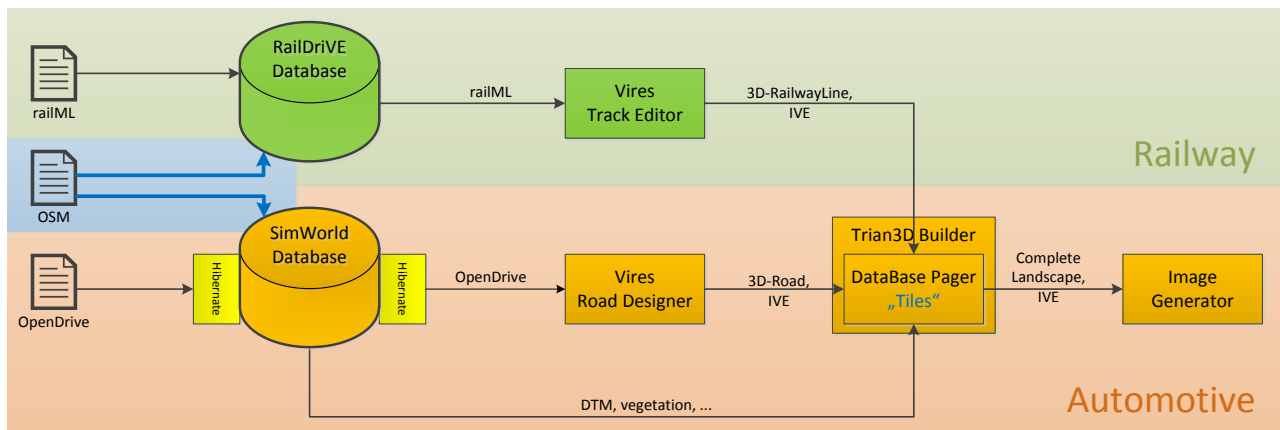 RailDriVE
Database
railML
railML
Vires
Track Editor
3D-RailwayLine,
IVE
Railway
OSM
SimWorld
Database
Hibernate
Hibernate
OpenDrive
OpenDrive
Vires
Road Designer
3D-Road,
IVE
Trian3D Builder
DataBase Pager
„Tiles“
Complete
Landscape,
IVE
Image
Generator
DTM, vegetation, ...
Automotive